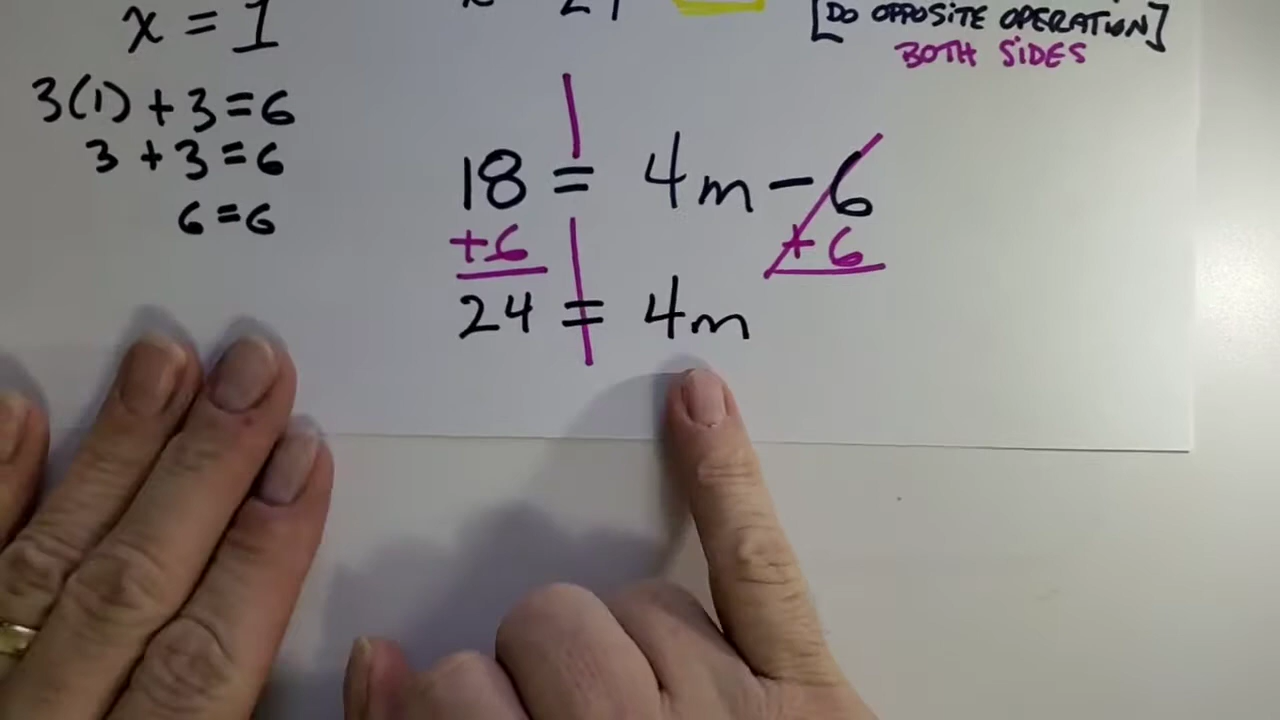 x = 1
3(1) + 3 = 6
3 + 3 = 6
6 = 6
[DO OPPOSITE OPERATION]
BOTH SIDES
18 = 4m - 6
+6 + 6
24 = 4m